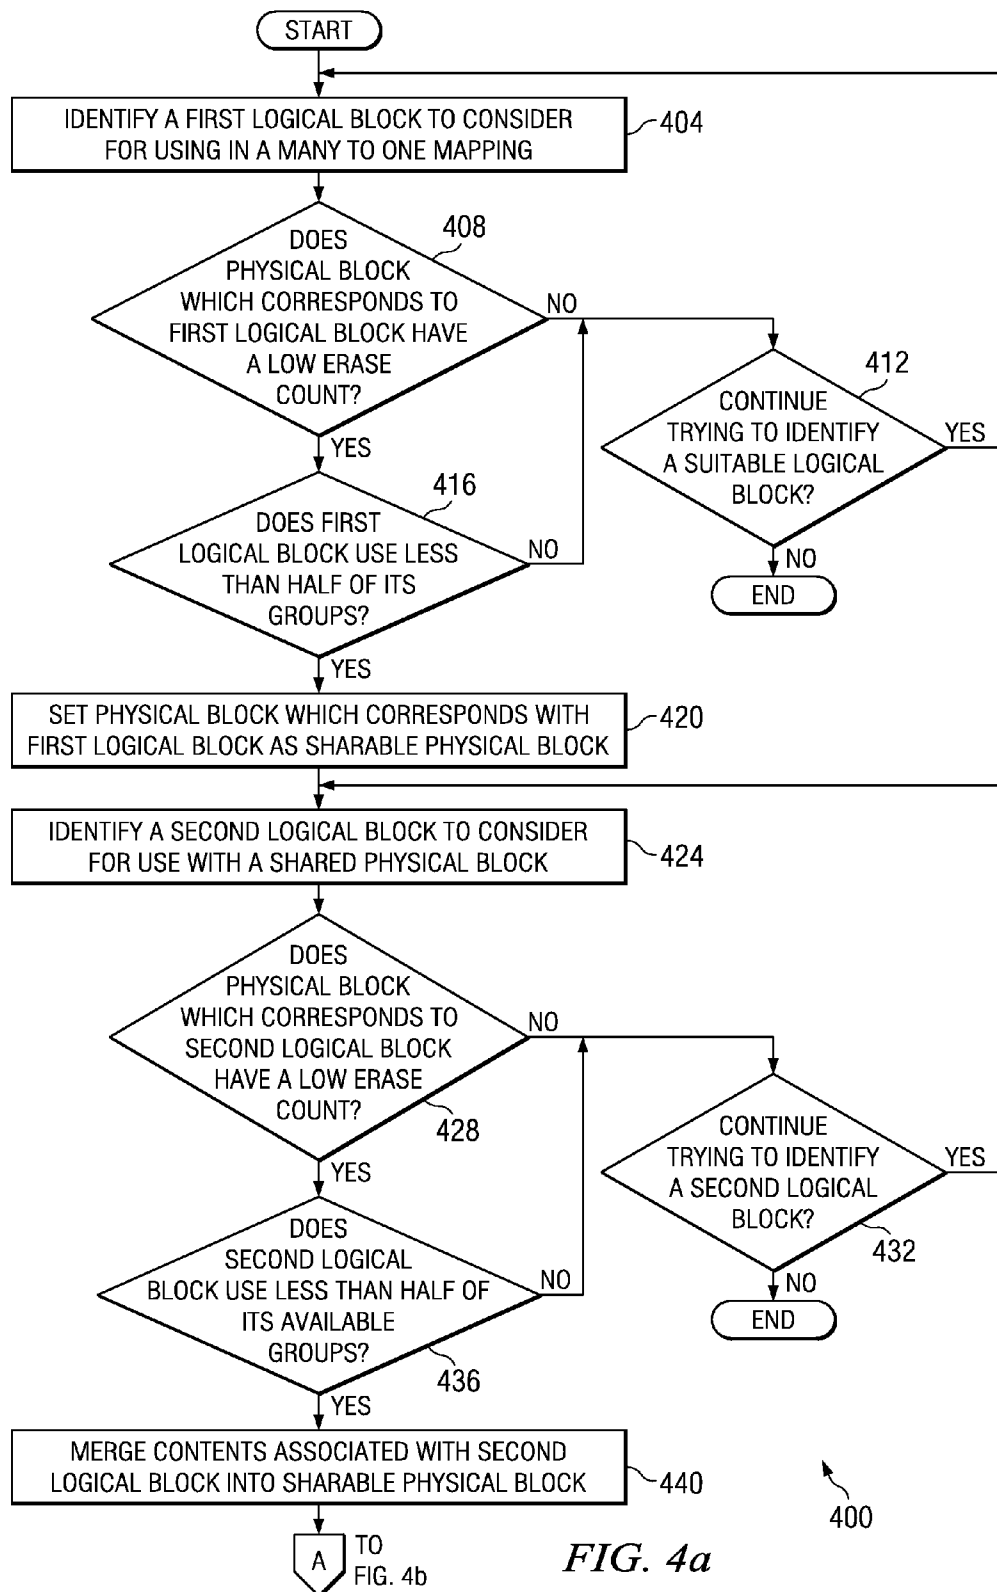 START
IDENTIFY A FIRST LOGICAL BLOCK TO CONSIDER
FOR USING IN A MANY TO ONE MAPPING
404
DOES
PHYSICAL BLOCK
WHICH CORRESPONDS TO
FIRST LOGICAL BLOCK HAVE
A LOW ERASE
COUNT?
408
NO
YES
CONTINUE
TRYING TO IDENTIFY
A SUITABLE LOGICAL
BLOCK?
412
YES
NO
END
DOES FIRST
LOGICAL BLOCK USE LESS
THAN HALF OF ITS
GROUPS?
416
NO
YES
SET PHYSICAL BLOCK WHICH CORRESPONDS WITH
FIRST LOGICAL BLOCK AS SHARABLE PHYSICAL BLOCK
420
IDENTIFY A SECOND LOGICAL BLOCK TO CONSIDER
FOR USE WITH A SHARED PHYSICAL BLOCK
424
DOES
PHYSICAL BLOCK
WHICH CORRESPONDS TO
SECOND LOGICAL BLOCK
HAVE A LOW ERASE
COUNT?
428
NO
YES
CONTINUE
TRYING TO IDENTIFY
A SECOND LOGICAL
BLOCK?
432
YES
NO
END
DOES
SECOND LOGICAL
BLOCK USE LESS THAN HALF OF
ITS AVAILABLE
GROUPS?
436
NO
YES
MERGE CONTENTS ASSOCIATED WITH SECOND
LOGICAL BLOCK INTO SHARABLE PHYSICAL BLOCK
440
A
TO
FIG. 4b
400
FIG. 4a